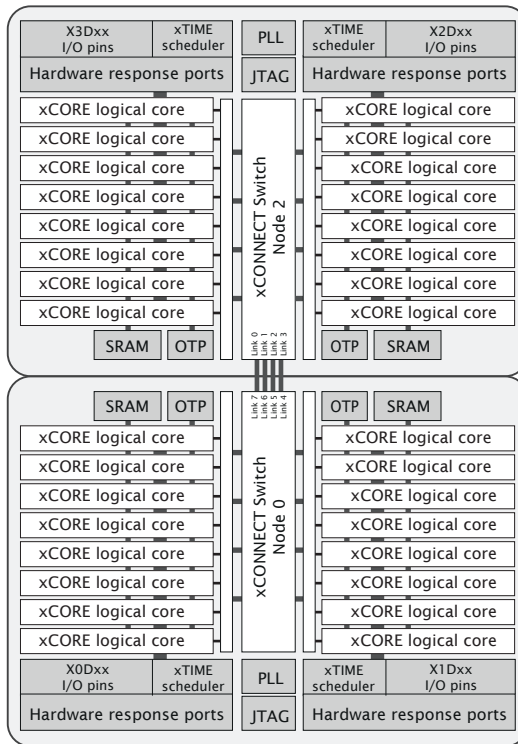 X3Dxx
I/O pins
xTIME
scheduler
PLL
xTIME
scheduler
X2Dxx
I/O pins
Hardware response ports
JTAG
Hardware response ports
xCORE logical core
xCORE logical core
xCORE logical core
xCORE logical core
xCORE logical core
xCORE logical core
xCORE logical core
xCORE logical core
xCONNECT Switch
Node 2
xCORE logical core
xCORE logical core
xCORE logical core
xCORE logical core
xCORE logical core
xCORE logical core
xCORE logical core
xCORE logical core
SRAM
OTP
Link 0
Link 1
Link 2
Link 3
OTP
SRAM
SRAM
OTP
Link 7
Link 6
Link 5
Link 4
OTP
SRAM
xCORE logical core
xCORE logical core
xCORE logical core
xCORE logical core
xCORE logical core
xCORE logical core
xCORE logical core
xCORE logical core
xCONNECT Switch
Node 0
xCORE logical core
xCORE logical core
xCORE logical core
xCORE logical core
xCORE logical core
xCORE logical core
xCORE logical core
xCORE logical core
X0Dxx
I/O pins
xTIME
scheduler
PLL
xTIME
scheduler
X1Dxx
I/O pins
Hardware response ports
JTAG
Hardware response ports